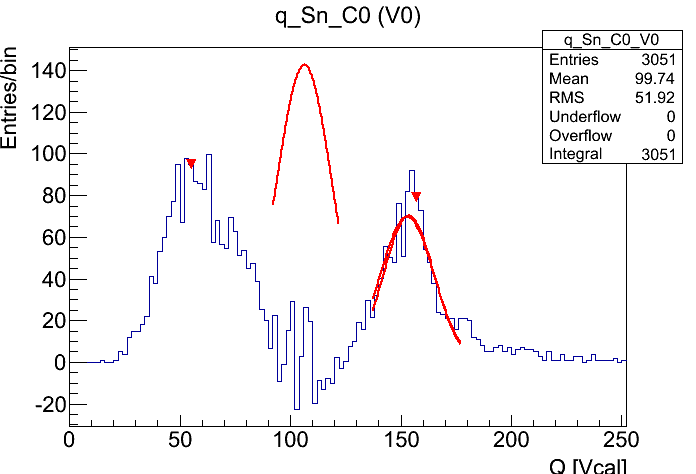 q_Sn_C0 (V0)
q_Sn_C0_V0
Entries 3051
Mean 99.74
RMS 51.92
Underflow 0
Overflow 0
Integral 3051
Entries/bin
140
120
100
80
60
40
20
0
-20
0 50 100 150 200 250
Q [Vcal]